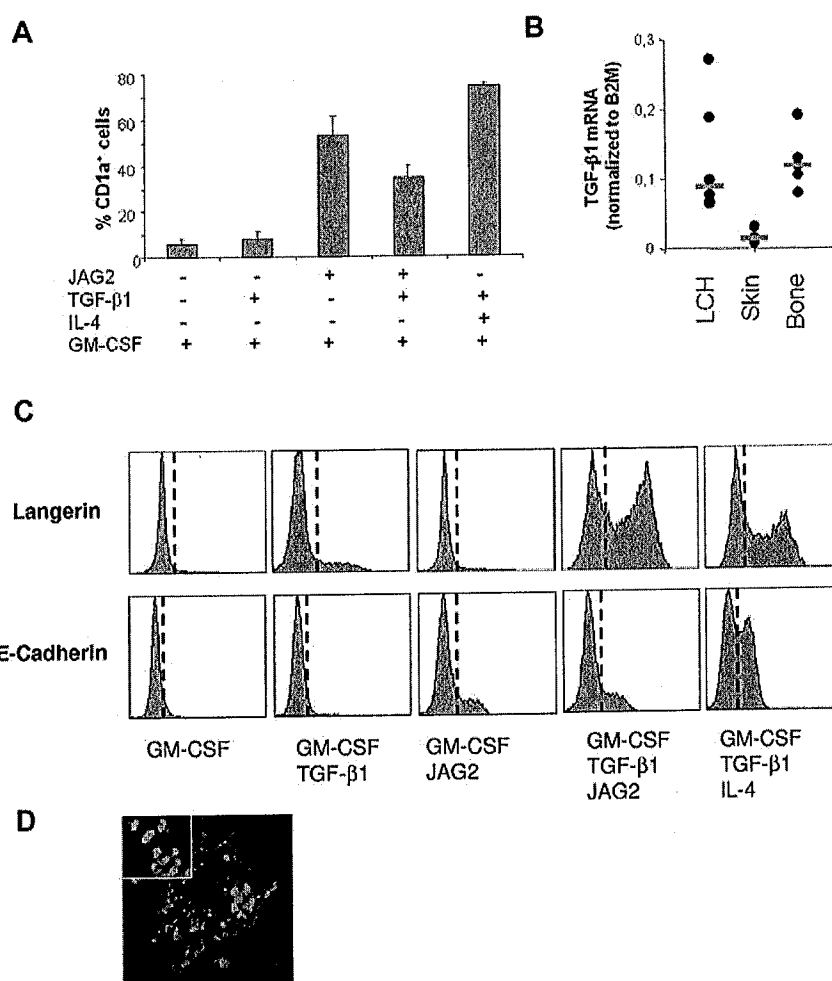 A
80
60
40
20
0
% CD1a⁺ cells
JAG2 - - + + -
TGF-β1 - + - + +
IL-4 - - - - +
GM-CSF + + + + +
B
0,3
0,2
0,1
0
TGF-β1 mRNA
(normalized to B2M)
LCH
Skin
Bone
C
Langerin
E-Cadherin
GM-CSF
GM-CSF
TGF-β1
GM-CSF
JAG2
GM-CSF
TGF-β1
JAG2
GM-CSF
TGF-β1
IL-4
D